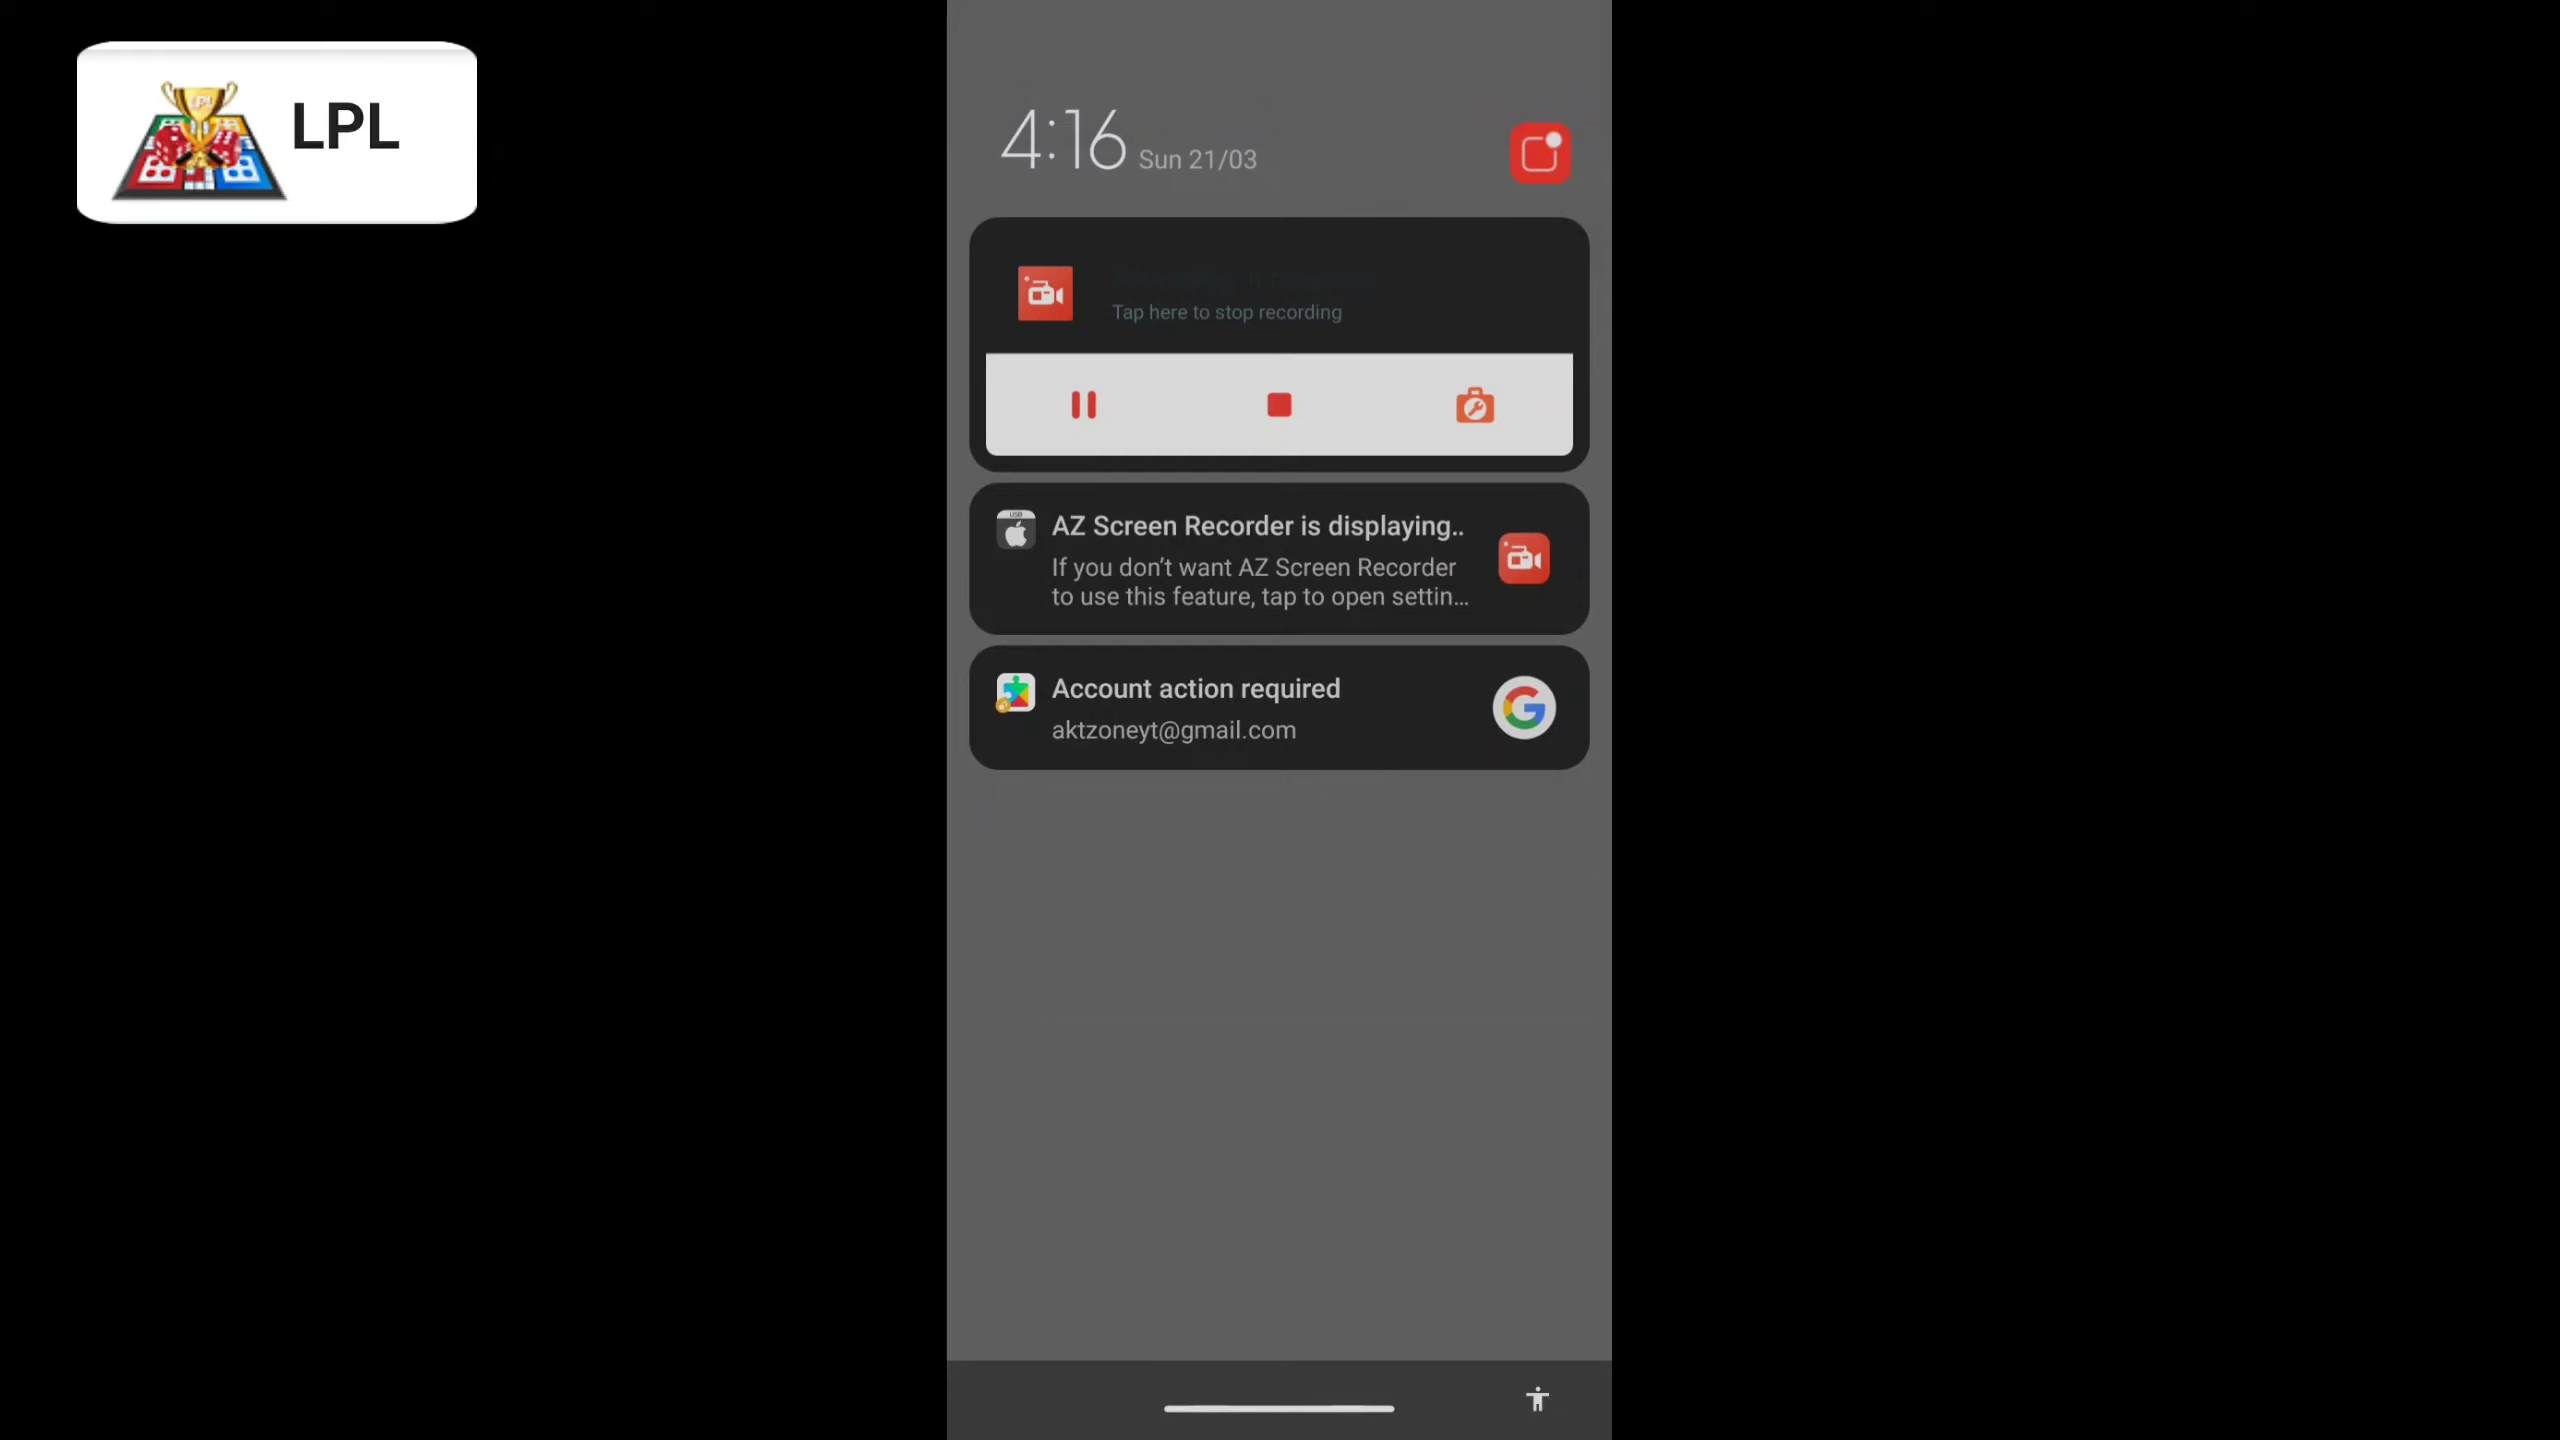 LPL
4:16 Sun 21/03
Tap here to stop recording
USB
AZ Screen Recorder is displaying..
If you don't want AZ Screen Recorder
to use this feature, tap to open settin...
Account action required
aktzoneyt@gmail.com